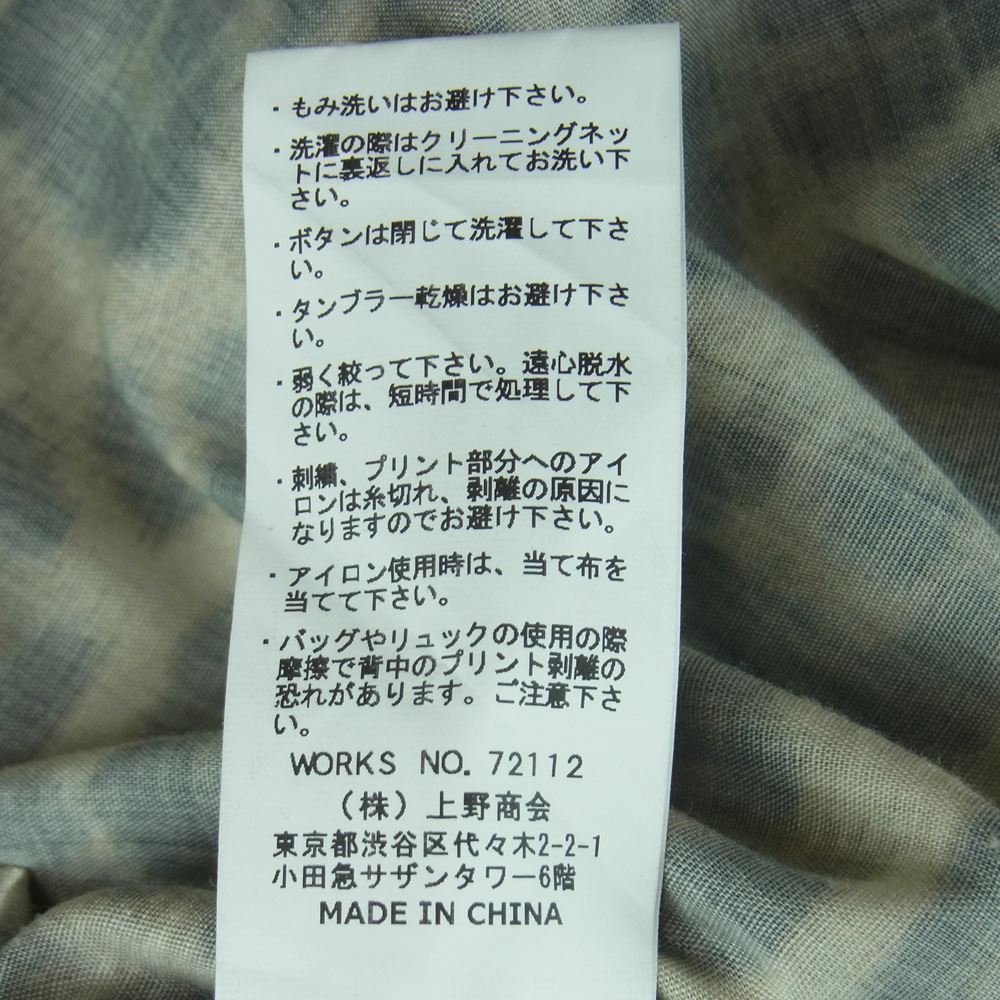 ・もみ洗いはお避け下さい。
・洗濯の際はクリーニングネッ
トに裏返しに入れてお洗い下
さい。
・ボタンは閉じて洗濯して下さ
い。
・タンブラー乾燥はお避け下さ
い。
・弱く絞って下さい。遠心脱水
の際は、短時間で処理して下
さい。
・刺繍、プリント部分へのアイ
ロンは糸切れ、剥離の原因に
なりますのでお避け下さい。
・アイロン使用時は、当て布を
当てて下さい。
・バッグやリュックの使用の際
摩擦で背中のプリント剥離の
恐れがあります。ご注意下さ
い。
WORKS NO. 72112
（株）上野商会
東京都渋谷区代々木2-2-1
小田急サザンタワー6階
MADE IN CHINA